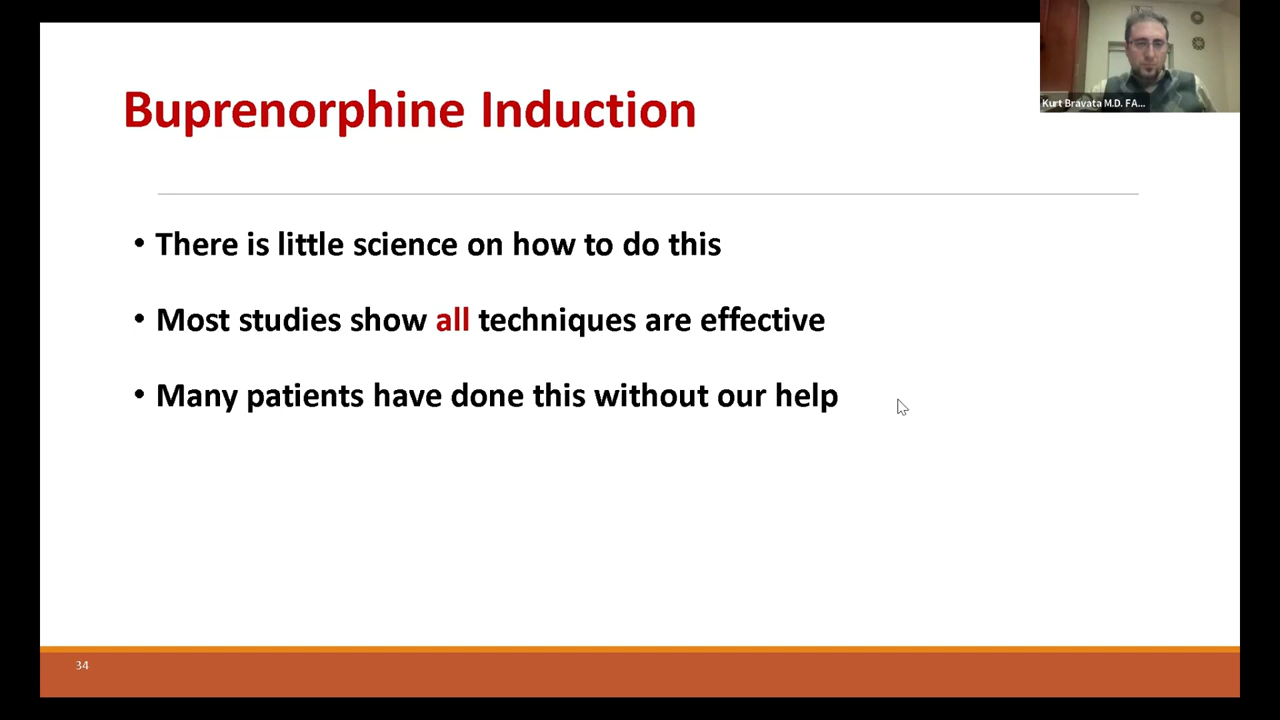 Kurt Bravata M.D. FA...
Buprenorphine Induction
• There is little science on how to do this
• Most studies show all techniques are effective
• Many patients have done this without our help
34